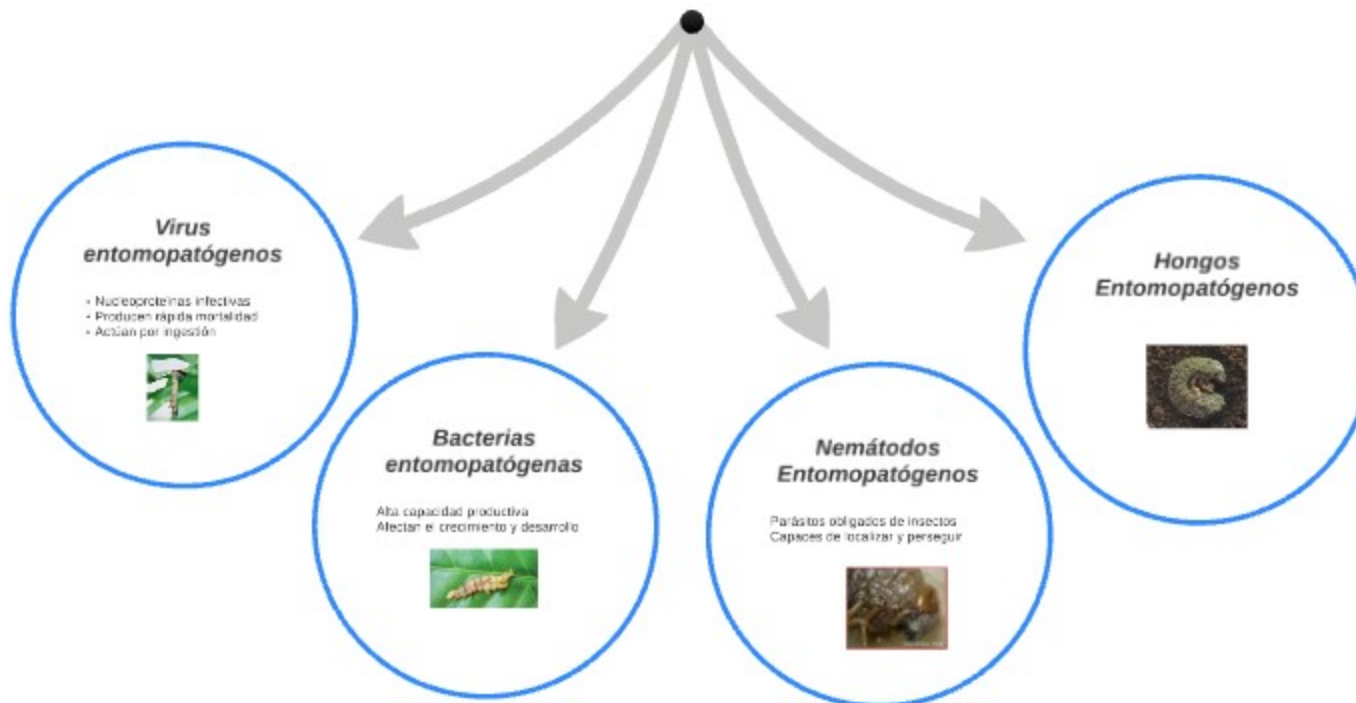 Virus
entomopatógenos
• Nucleoproteínas infectivas
• Producen rápida mortalidad
• Actúan por ingestión
Bacterias
entomopatógenas
Alta capacidad productiva
Afectan el crecimiento y desarrollo
Nemátodos
Entomopatógenos
Parásitos obligados de insectos
Capaces de localizar y perseguir
Hongos
Entomopatógenos